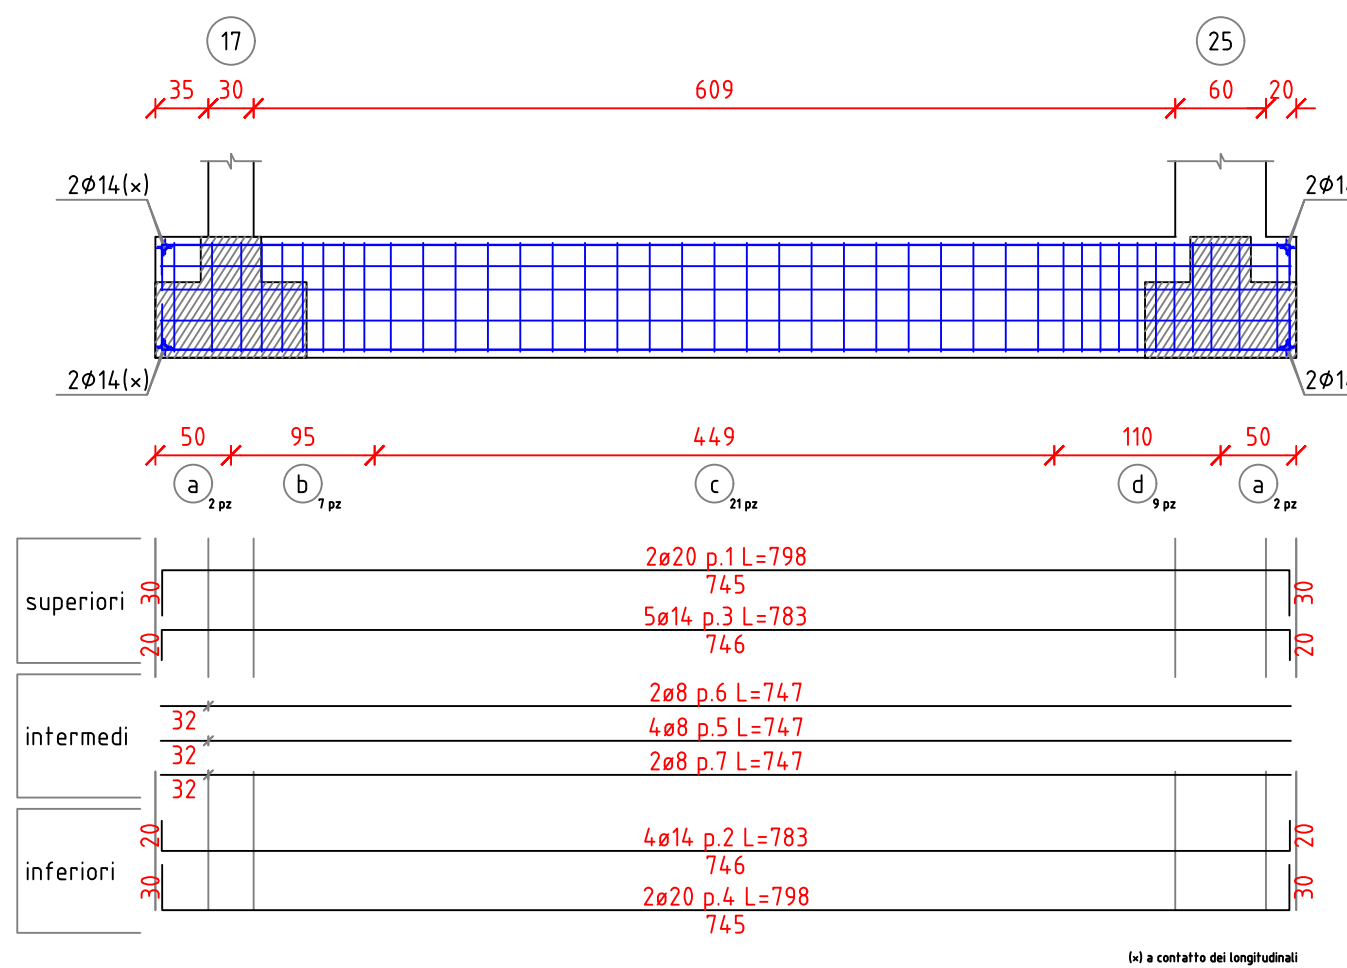 17 25
35 30 609 60 20
2Ø14(×) 2Ø14
2Ø14(×) 2Ø14
50 95 449 110 50
a 2 pz b 7 pz c 21 pz d 9 pz a 2 pz
superiori
2ø20 p.1 L=798
30 745 30
5ø14 p.3 L=783
20 746 20
intermedi
2ø8 p.6 L=747
32
4ø8 p.5 L=747
32
2ø8 p.7 L=747
32
inferiori
20 4ø14 p.2 L=783 20
746
30 2ø20 p.4 L=798 30
745
(×) a contatto dei longitudinali